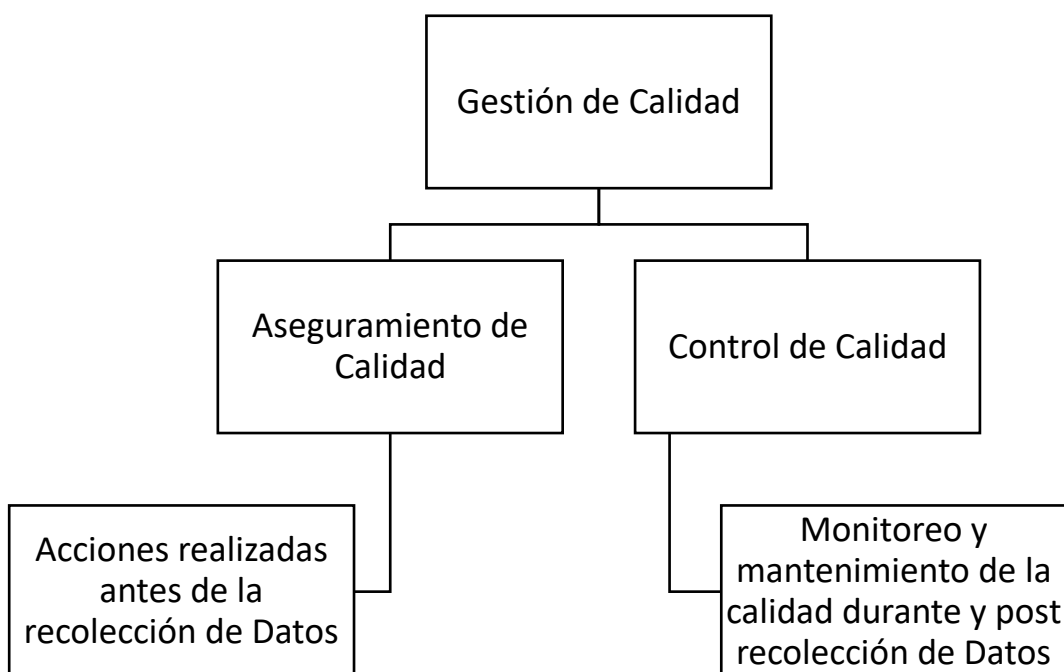 Gestión de Calidad
Aseguramiento de
Calidad
Control de Calidad
Acciones realizadas
antes de la
recolección de Datos
Monitoreo y
mantenimiento de la
calidad durante y post
recolección de Datos